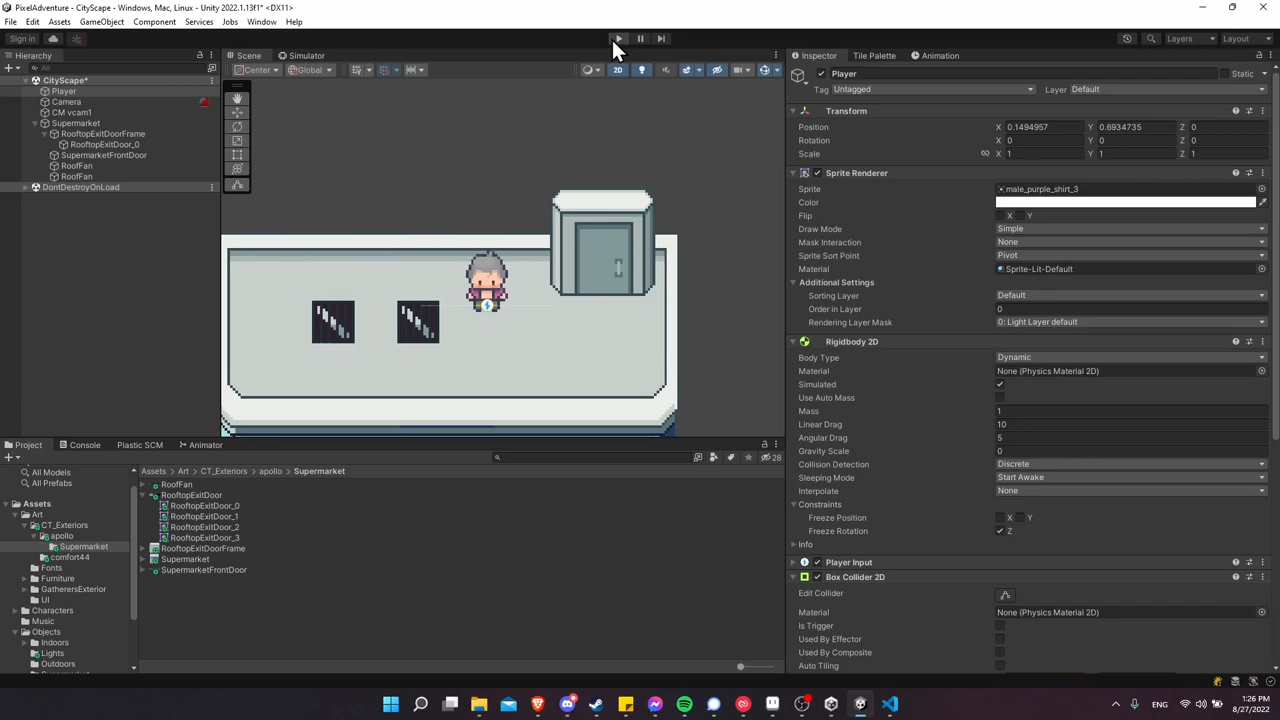 PixelAdventure - CityScape - Windows, Mac, Linux - Unity 2022.1.13f1* <DX11>
File Edit Assets GameObject Component Services Jobs Window Help
Sign in Layers Layout
Hierarchy Scene Simulator Inspector Tile Palette Animation
All Center Global 2D Player Static
CityScape* Tag Untagged Layer Default
Player
Camera Transform
CM vcam1 Position X 0.1494957 Y 0.6934735 Z 0
Supermarket Rotation X 0 Y 0 Z 0
RooftopExitDoorFrame Scale X 1 Y 1 Z 1
RooftopExitDoor_0
SupermarketFrontDoor
RoofFan Sprite Renderer
RoofFan
DontDestroyOnLoad Sprite male_purple_shirt_3
Color
Flip X Y
Draw Mode Simple
Mask Interaction None
Sprite Sort Point Pivot
Material Sprite-Lit-Default
Additional Settings
Sorting Layer Default
Order in Layer 0
Rendering Layer Mask 0: Light Layer default
Rigidbody 2D
Body Type Dynamic
Material None (Physics Material 2D)
Simulated
Use Auto Mass
Mass 1
Linear Drag 10
Angular Drag 5
Gravity Scale 0
Collision Detection Discrete
Sleeping Mode Start Awake
Interpolate None
Constraints
Freeze Position X Y
Freeze Rotation Z
Info
Player Input
Box Collider 2D
Edit Collider
Material None (Physics Material 2D)
Is Trigger
Used By Effector
Used By Composite
Auto Tiling
Project Console Plastic SCM Animator
28
All Models
All Prefabs
Assets
Art
CT_Exteriors
apollo
Supermarket
comfort44
Fonts
Furniture
GatherersExterior
UI
Characters
Music
Objects
Indoors
Lights
Outdoors
Assets Art CT_Exteriors apollo Supermarket
RoofFan
RooftopExitDoor
RooftopExitDoor_0
RooftopExitDoor_1
RooftopExitDoor_2
RooftopExitDoor_3
RooftopExitDoorFrame
Supermarket
SupermarketFrontDoor
1:26 PM
8/27/2022